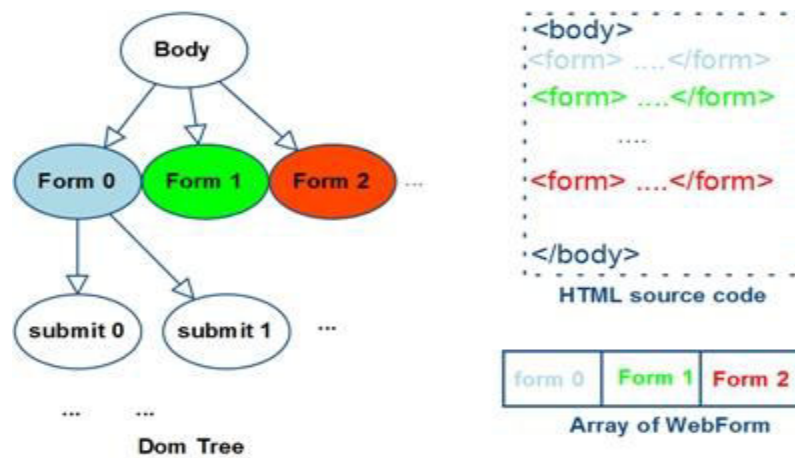 Body
Form 0
Form 1
Form 2
...
submit 0
submit 1
...
...
...
Dom Tree
<body>
<form> ....</form>
<form> ....</form>
....
<form> ....</form>
</body>
HTML source code
form 0
Form 1
Form 2
Array of WebForm